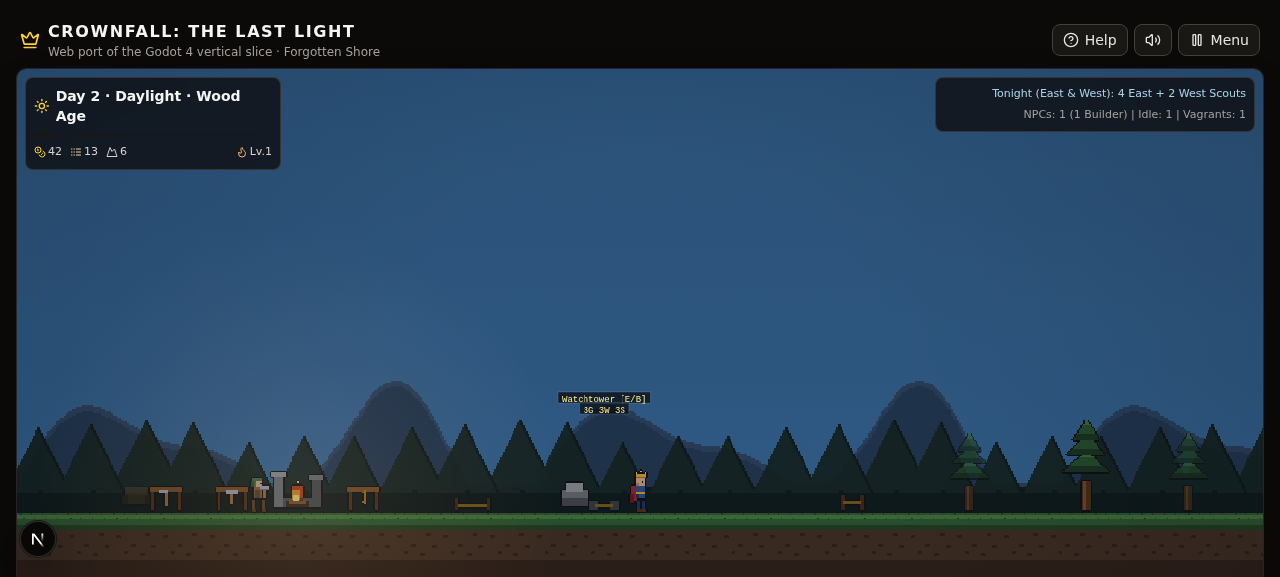 CROWNFALL: THE LAST LIGHT
Web port of the Godot 4 vertical slice · Forgotten Shore
Help
Menu
Day 2 · Daylight · Wood
Age
42
13
6
Lv.1
Tonight (East & West): 4 East + 2 West Scouts
NPCs: 1 (1 Builder) | Idle: 1 | Vagrants: 1
Watchtower [E/B]
3G 3W 3S
N